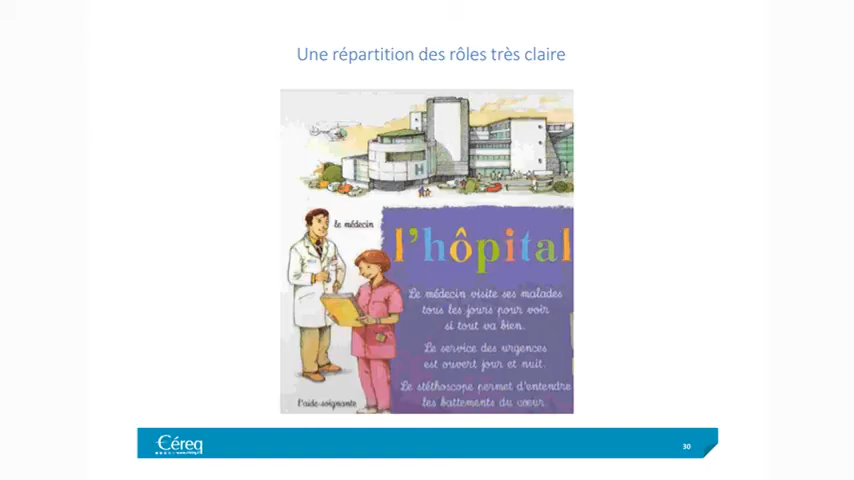 Une répartition des rôles très claire
H
le médecin
l'hôpital
Le médecin visite ses malades
tous les jours pour voir
si tout va bien.
Le service des urgences
est ouvert jour et nuit.
Le stéthoscope permet d'entendre
les battements du cœur
l'aide-soignante
Céreq
30